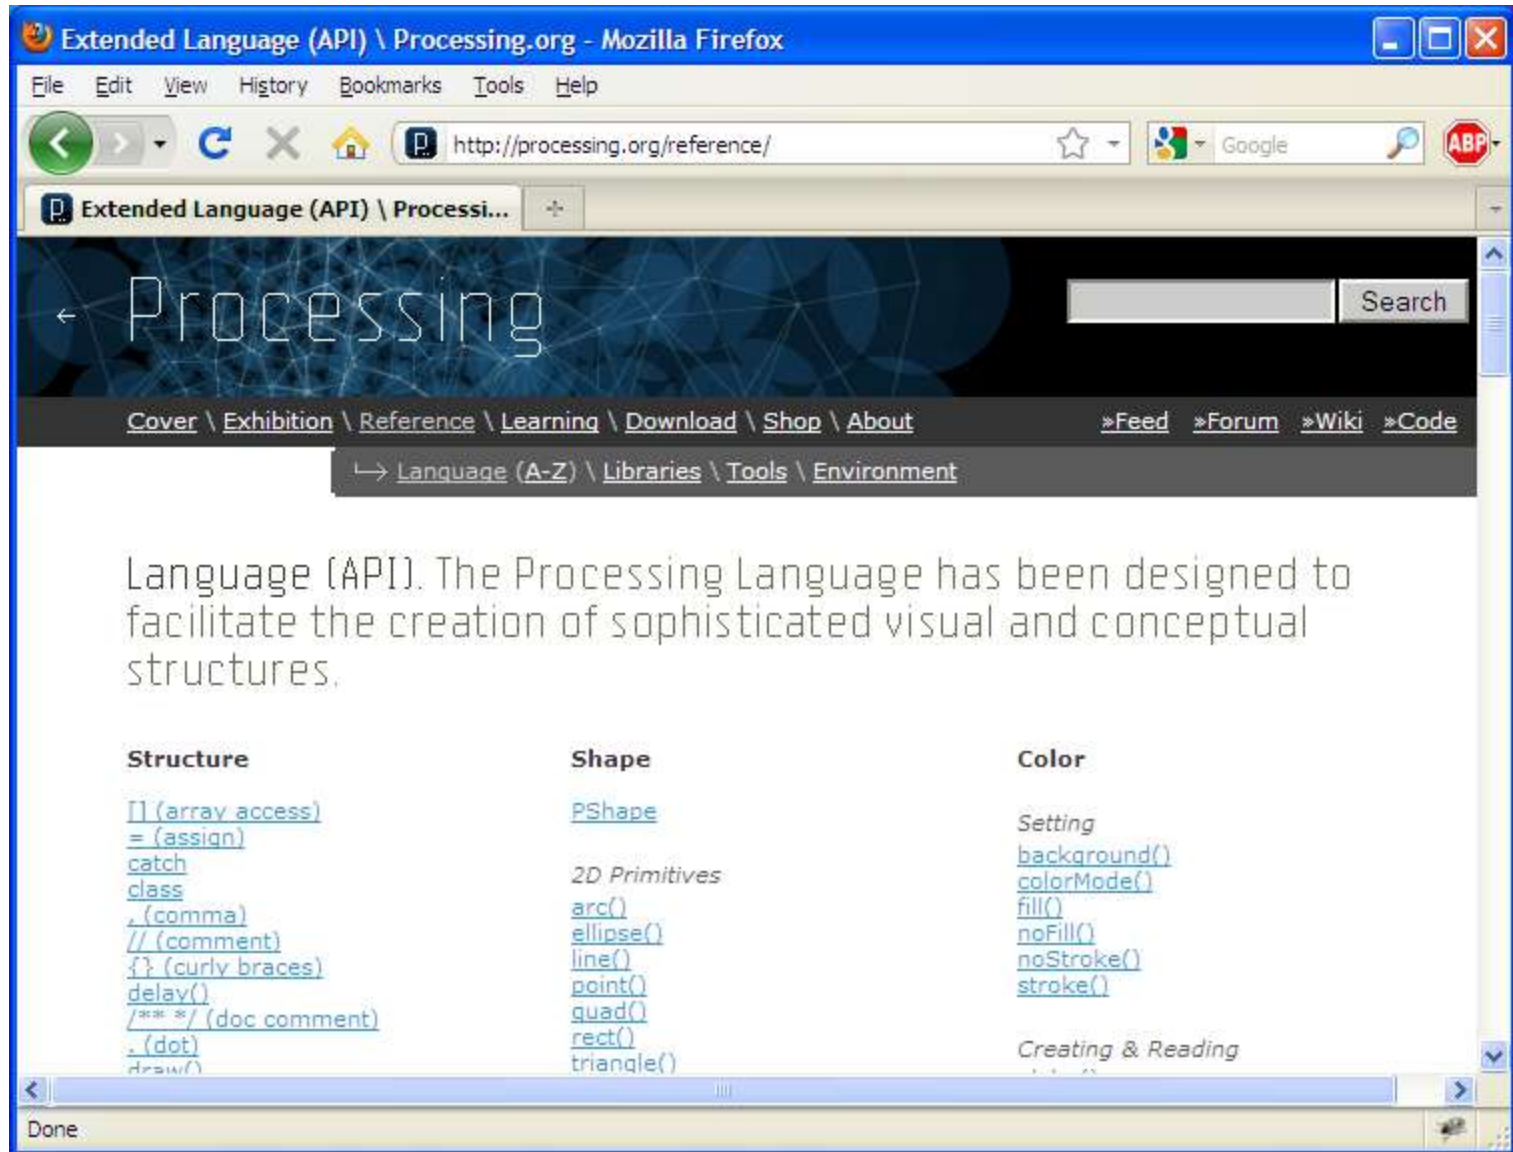 Extended Language (API) \ Processing.org - Mozilla Firefox
File Edit View History Bookmarks Tools Help
http://processing.org/reference/ Google ABP
Extended Language (API) \ Processi...
← Processing Search
Cover \ Exhibition \ Reference \ Learning \ Download \ Shop \ About »Feed »Forum »Wiki »Code
Language (A-Z) \ Libraries \ Tools \ Environment
Language (API). The Processing Language has been designed to
facilitate the creation of sophisticated visual and conceptual
structures.
Structure
[] (array access)
= (assign)
catch
class
, (comma)
// (comment)
{} (curly braces)
delay()
/** */ (doc comment)
. (dot)
draw()
Shape
PShape
2D Primitives
arc()
ellipse()
line()
point()
quad()
rect()
triangle()
Color
Setting
background()
colorMode()
fill()
noFill()
noStroke()
stroke()
Creating & Reading
Done